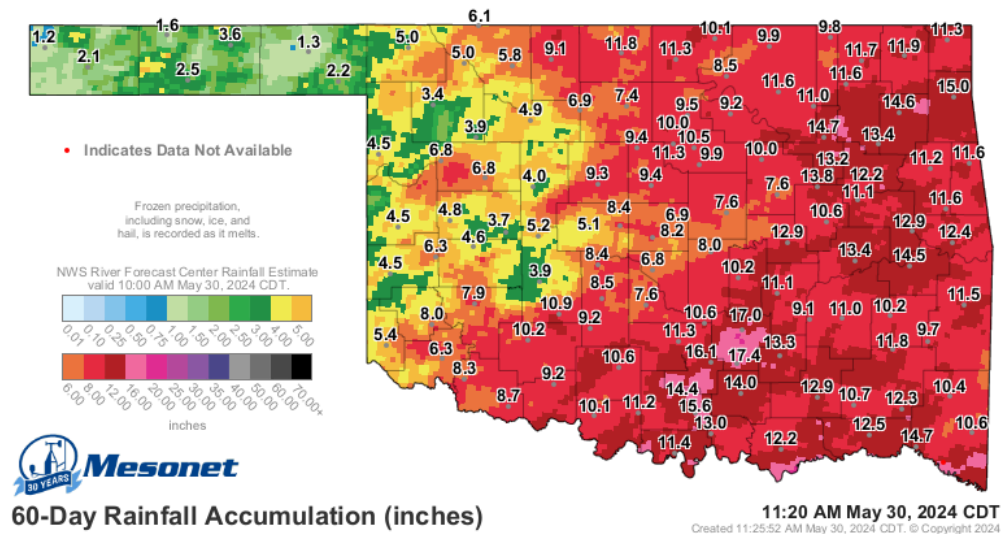 6.1
1.2 1.6 3.6 1.3 5.0 10.1 9.9 9.8 11.3
2.1 2.5 2.2 5.0 5.8 9.1 11.8 11.3 8.5 11.7 11.9
3.4 4.9 6.9 7.4 9.5 9.2 11.6 11.0 11.6 14.6 15.0
3.9 10.0 14.7 13.4
4.5 6.8 9.4 10.5 11.3 9.9 10.0 13.2 11.2 11.6
• Indicates Data Not Available
6.8 4.0 9.3 9.4 7.6 13.8 12.2
11.1 11.6
Frozen precipitation,
including snow, ice, and
hail, is recorded as it melts.
4.5 4.8 3.7 5.2 5.1 8.4 6.9 7.6 10.6 12.9
4.6 8.2 12.9 12.4
6.3 8.4 6.8 8.0 13.4 14.5
4.5 3.9 8.5 10.2 11.1
NWS River Forecast Center Rainfall Estimate
valid 10:00 AM May 30, 2024 CDT.
7.9 10.9 7.6 11.5
8.0 9.2 10.6 17.0 9.1 11.0 10.2
0.01 0.10 0.25 0.50 0.75 1.00 1.50 2.00 2.50 3.00 4.00 5.00
5.4 10.2 11.3 13.3 11.8 9.7
6.3 10.6 16.1 17.4
8.3 9.2 14.4 14.0 12.9 10.7 12.3 10.4
6.00 8.00 12.00 16.00 20.00 25.00 30.00 35.00 40.00 50.00 60.00 70.00+
8.7 10.1 11.2 15.6
13.0 12.5 10.6
inches
11.4 12.2 14.7
30 YEARS
Mesonet
60-Day Rainfall Accumulation (inches)
11:20 AM May 30, 2024 CDT
Created 11:25:52 AM May 30, 2024 CDT. © Copyright 2024